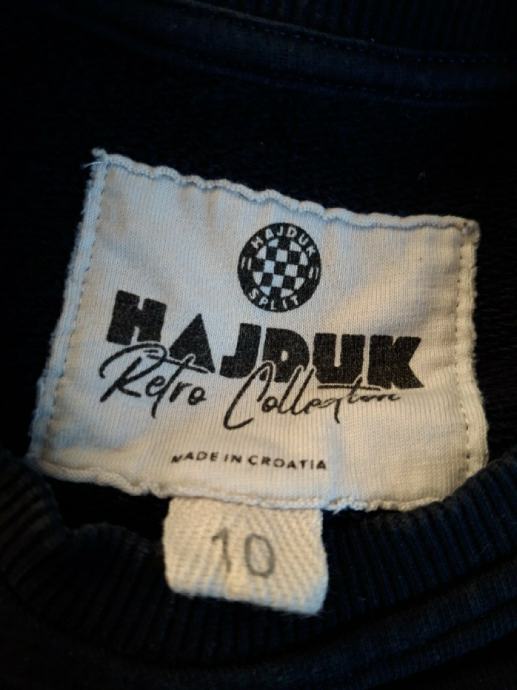 HAJDUK
SPLIT
HAJDUK
Retro Collection
MADE IN CROATIA
10